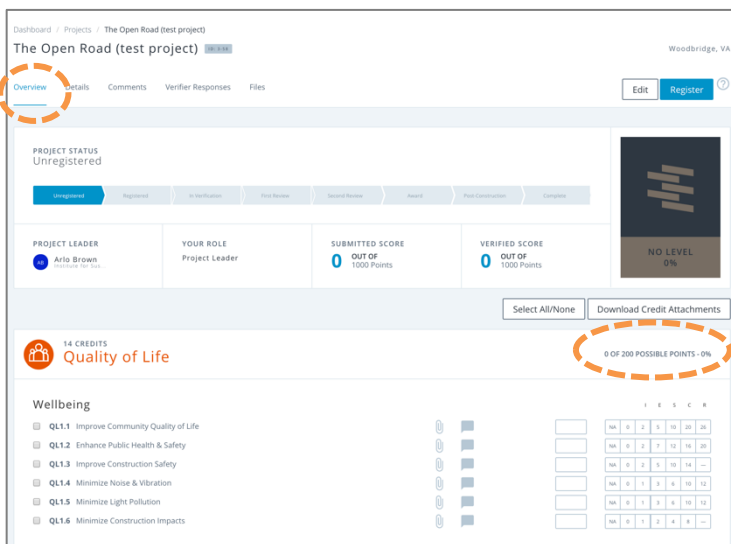 Dashboard / Projects / The Open Road (test project)
The Open Road (test project)
Woodbridge, VA
Overview Details Comments Verifier Responses Files
Edit Register ?
PROJECT STATUS
Unregistered
Unregistered Registered In Verification First Review Second Review Award Post-Construction Complete
PROJECT LEADER YOUR ROLE SUBMITTED SCORE VERIFIED SCORE
AB Arlo Brown Project Leader 0 OUT OF 1000 Points 0 OUT OF 1000 Points
Institute for Sus...
NO LEVEL
0%
Select All/None Download Credit Attachments
14 CREDITS
Quality of Life
0 OF 200 POSSIBLE POINTS - 0%
Wellbeing I E S C R
QL1.1 Improve Community Quality of Life NA 0 2 5 10 20 26
QL1.2 Enhance Public Health & Safety NA 0 2 7 12 16 20
QL1.3 Improve Construction Safety NA 0 2 5 10 14 —
QL1.4 Minimize Noise & Vibration NA 0 1 3 6 10 12
QL1.5 Minimize Light Pollution NA 0 1 3 6 10 12
QL1.6 Minimize Construction Impacts NA 0 1 2 4 8 —